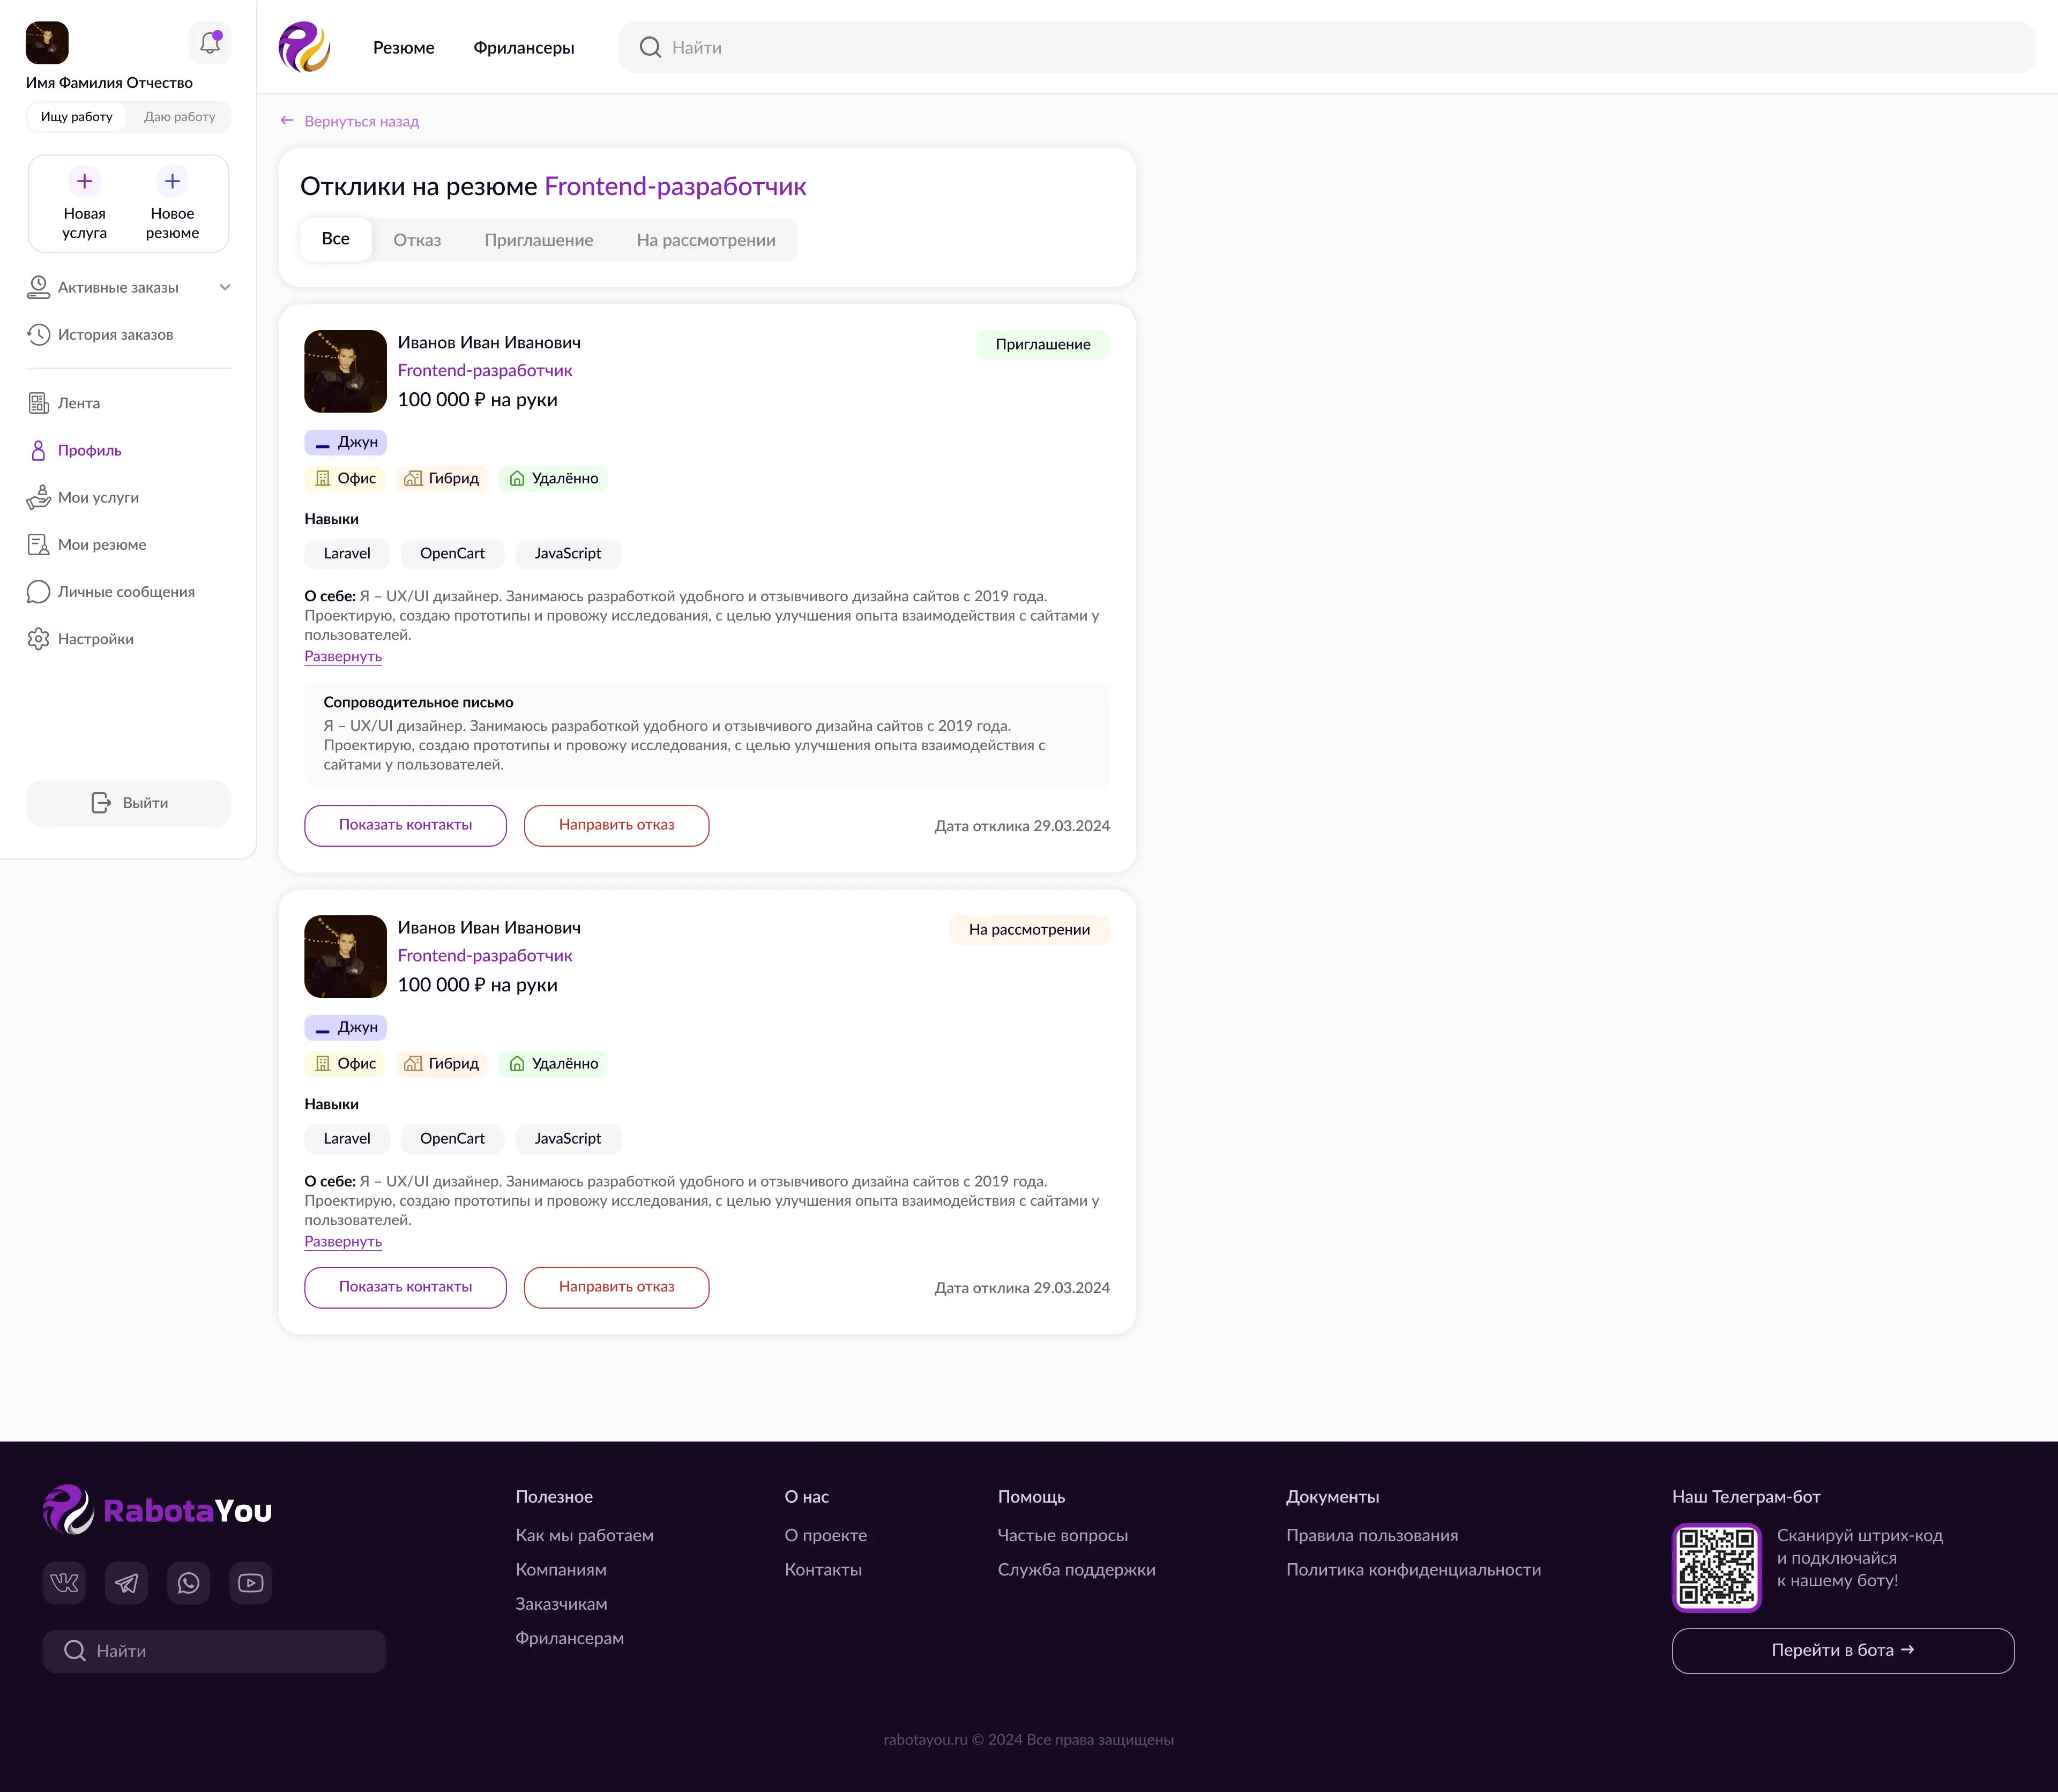 Имя Фамилия Отчество
Ищу работу
Даю работу
Новая
услуга
Новое
резюме
Активные заказы
История заказов
Лента
Профиль
Мои услуги
Мои резюме
Личные сообщения
Настройки
Выйти
Резюме
Фрилансеры
Найти
← Вернуться назад
Отклики на резюме Frontend-разработчик
Все
Отказ
Приглашение
На рассмотрении
Иванов Иван Иванович
Приглашение
Frontend-разработчик
100 000 ₽ на руки
Джун
Офис
Гибрид
Удалённо
Навыки
Laravel
OpenCart
JavaScript
О себе: Я – UX/UI дизайнер. Занимаюсь разработкой удобного и отзывчивого дизайна сайтов с 2019 года.
Проектирую, создаю прототипы и провожу исследования, с целью улучшения опыта взаимодействия с сайтами у
пользователей.
Развернуть
Сопроводительное письмо
Я – UX/UI дизайнер. Занимаюсь разработкой удобного и отзывчивого дизайна сайтов с 2019 года.
Проектирую, создаю прототипы и провожу исследования, с целью улучшения опыта взаимодействия с
сайтами у пользователей.
Показать контакты
Направить отказ
Дата отклика 29.03.2024
Иванов Иван Иванович
На рассмотрении
Frontend-разработчик
100 000 ₽ на руки
Джун
Офис
Гибрид
Удалённо
Навыки
Laravel
OpenCart
JavaScript
О себе: Я – UX/UI дизайнер. Занимаюсь разработкой удобного и отзывчивого дизайна сайтов с 2019 года.
Проектирую, создаю прототипы и провожу исследования, с целью улучшения опыта взаимодействия с сайтами у
пользователей.
Развернуть
Показать контакты
Направить отказ
Дата отклика 29.03.2024
RabotaYou
Найти
Полезное
Как мы работаем
Компаниям
Заказчикам
Фрилансерам
О нас
О проекте
Контакты
Помощь
Частые вопросы
Служба поддержки
Документы
Правила пользования
Политика конфиденциальности
Наш Телеграм-бот
Сканируй штрих-код
и подключайся
к нашему боту!
Перейти в бота →
rabotayou.ru © 2024 Все права защищены